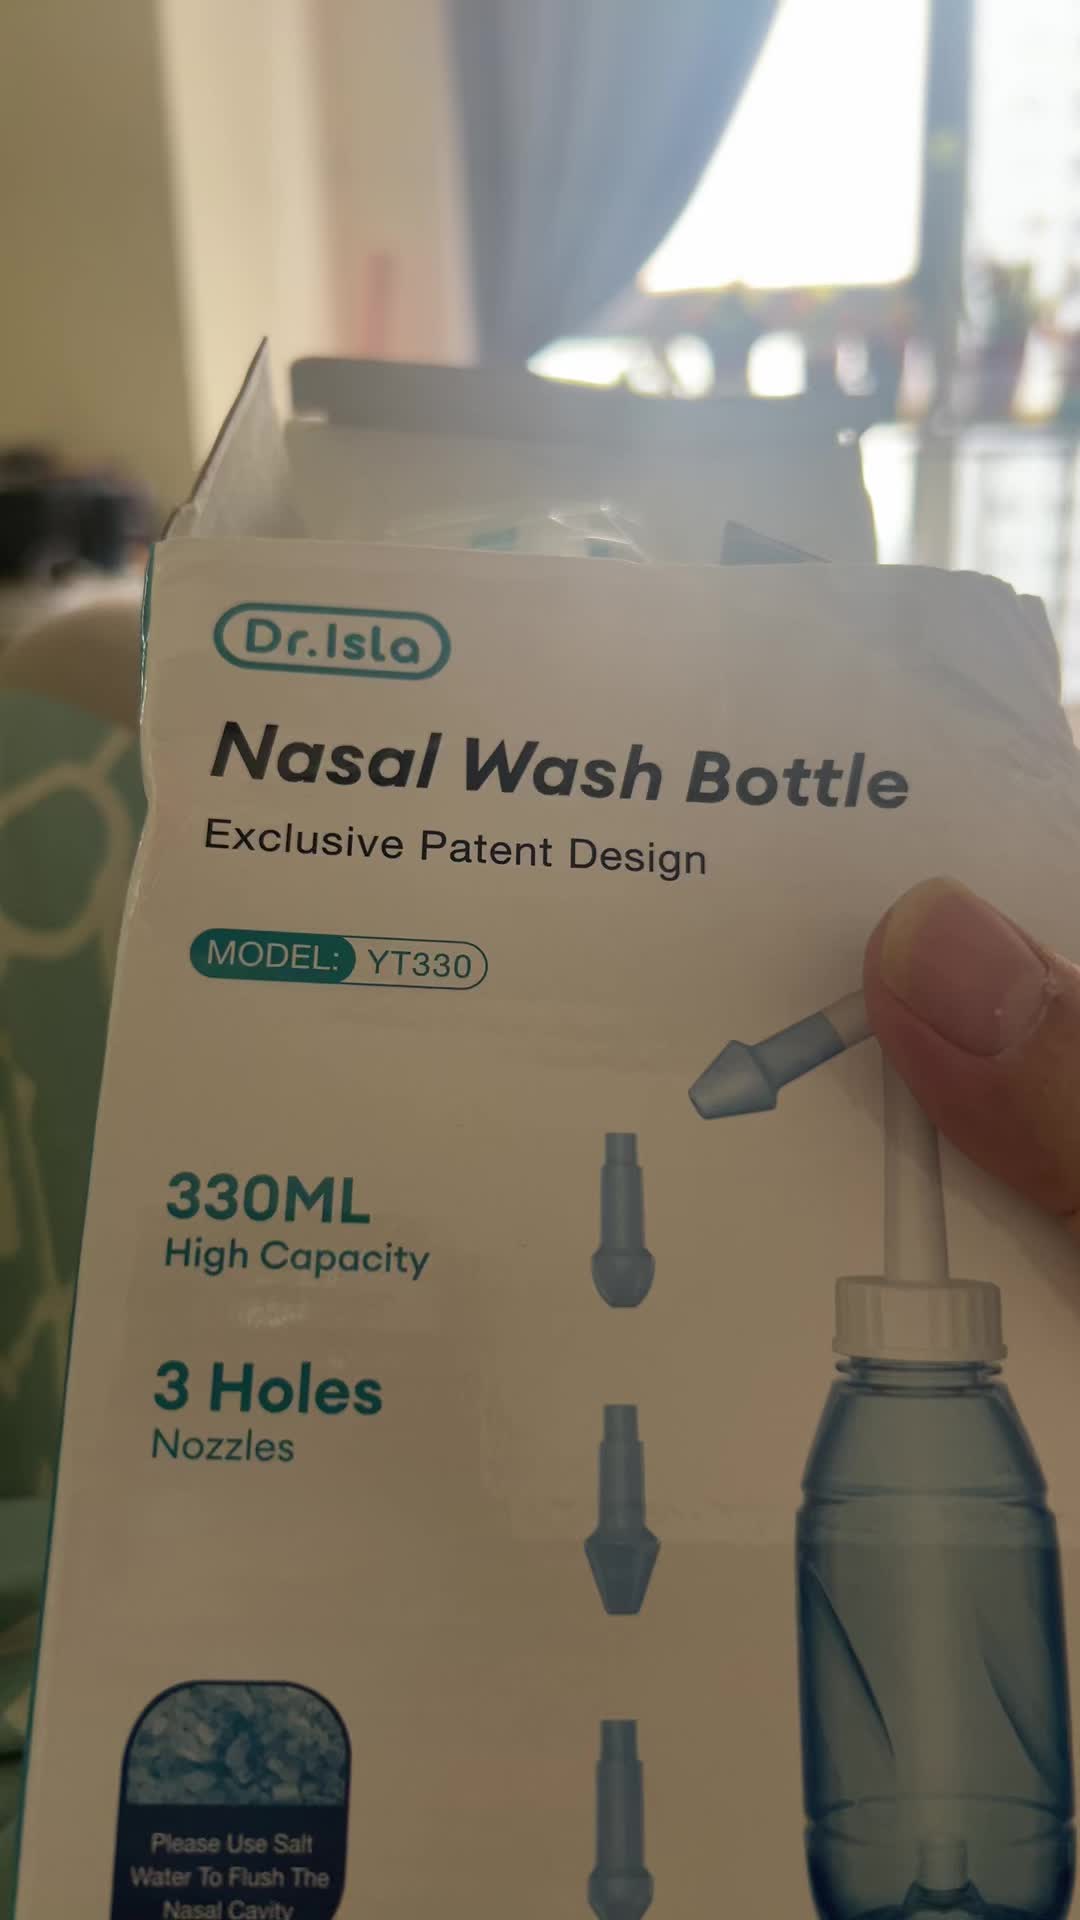 Dr.Isla
Nasal Wash Bottle
Exclusive Patent Design
MODEL: YT330
330ML
High Capacity
3 Holes
Nozzles
Please Use Salt
Water To Flush The
Nasal Cavity